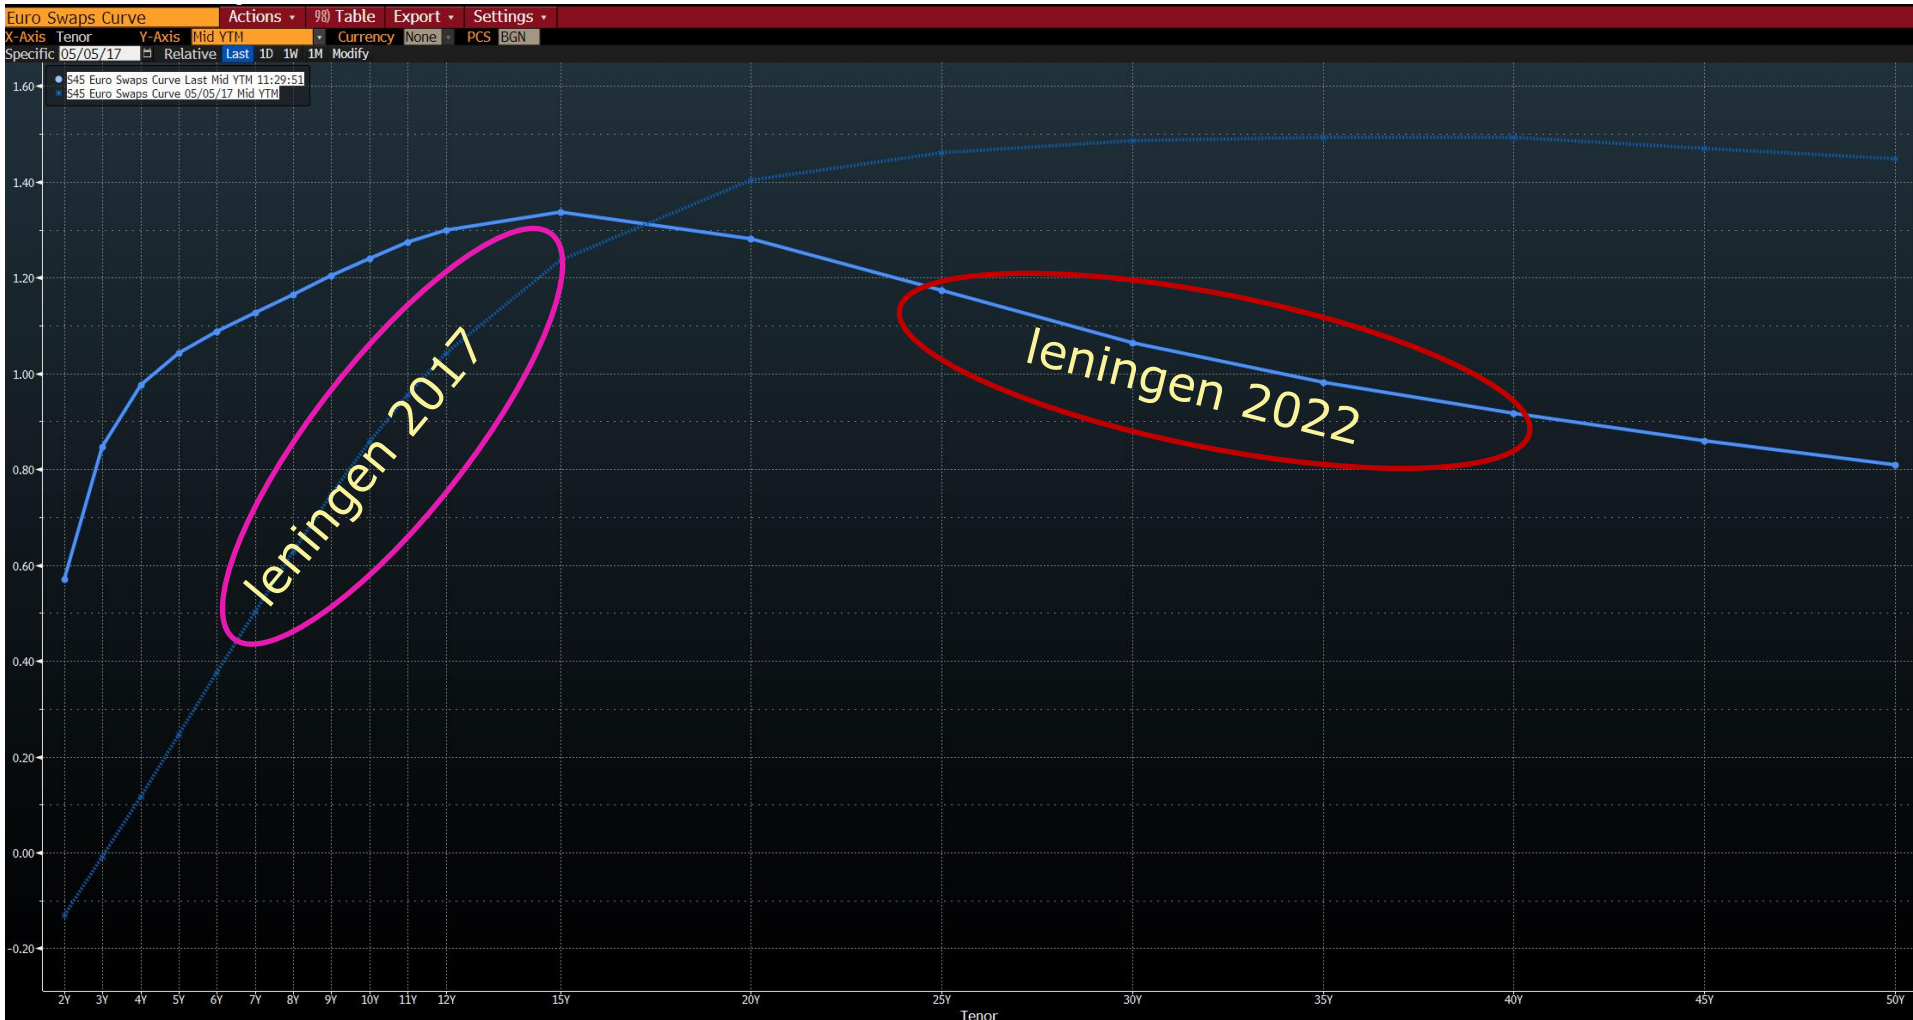 Euro Swaps Curve Actions 98) Table Export Settings
X-Axis Tenor Y-Axis Mid YTM Currency None PCS BGN
Specific 05/05/17 Relative Last 1D 1W 1M Modify
S45 Euro Swaps Curve Last Mid YTM 11:29:51
S45 Euro Swaps Curve 05/05/17 Mid YTM
1.60
1.40
1.20
1.00
0.80
0.60
0.40
0.20
0.00
-0.20
leningen 2017
leningen 2022
2Y 3Y 4Y 5Y 6Y 7Y 8Y 9Y 10Y 11Y 12Y 15Y 20Y 25Y 30Y 35Y 40Y 45Y 50Y
Tenor